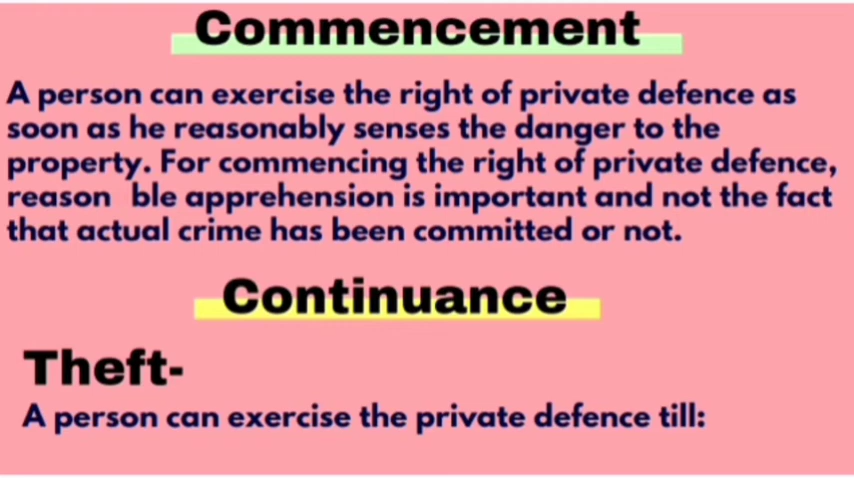 Commencement
A person can exercise the right of private defence as
soon as he reasonably senses the danger to the
property. For commencing the right of private defence,
reason ble apprehension is important and not the fact
that actual crime has been committed or not.
Continuance
Theft-
A person can exercise the private defence till: